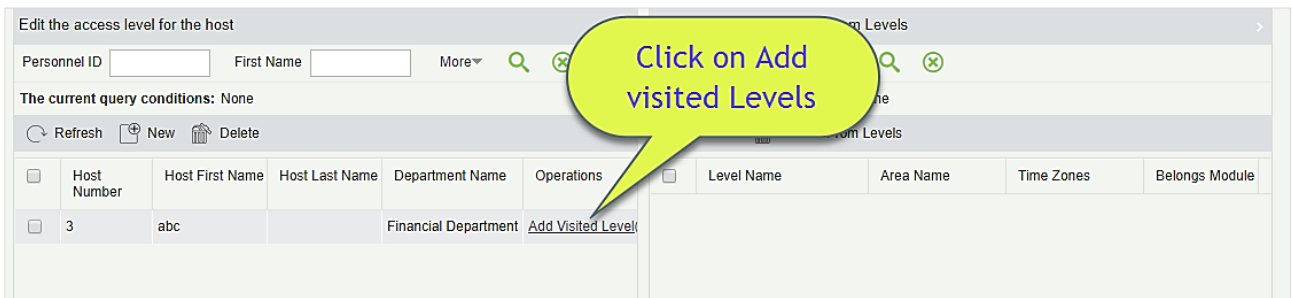 Edit the access level for the host
Levels
Personnel ID
First Name
More
The current query conditions: None
Refresh
New
Delete
Levels
Host Number
Host First Name
Host Last Name
Department Name
Operations
Level Name
Area Name
Time Zones
Belongs Module
3
abc
Financial Department
Add Visited Level
Click on Add
visited Levels